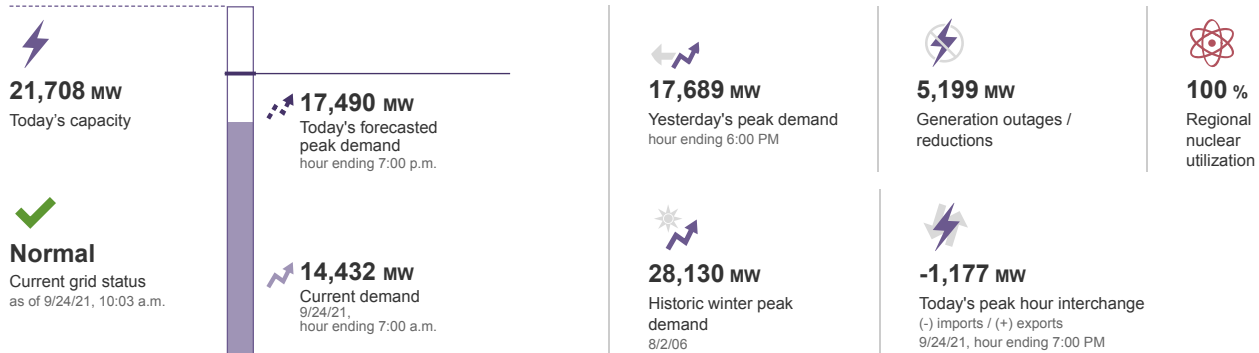 21,708 MW
Today's capacity
Normal
Current grid status
as of 9/24/21, 10:03 a.m.
17,490 MW
Today's forecasted
peak demand
hour ending 7:00 p.m.
14,432 MW
Current demand
9/24/21,
hour ending 7:00 a.m.
17,689 MW
Yesterday's peak demand
hour ending 6:00 PM
5,199 MW
Generation outages /
reductions
100 %
Regional
nuclear
utilization
28,130 MW
Historic winter peak
demand
8/2/06
-1,177 MW
Today's peak hour interchange
(-) imports / (+) exports
9/24/21, hour ending 7:00 PM